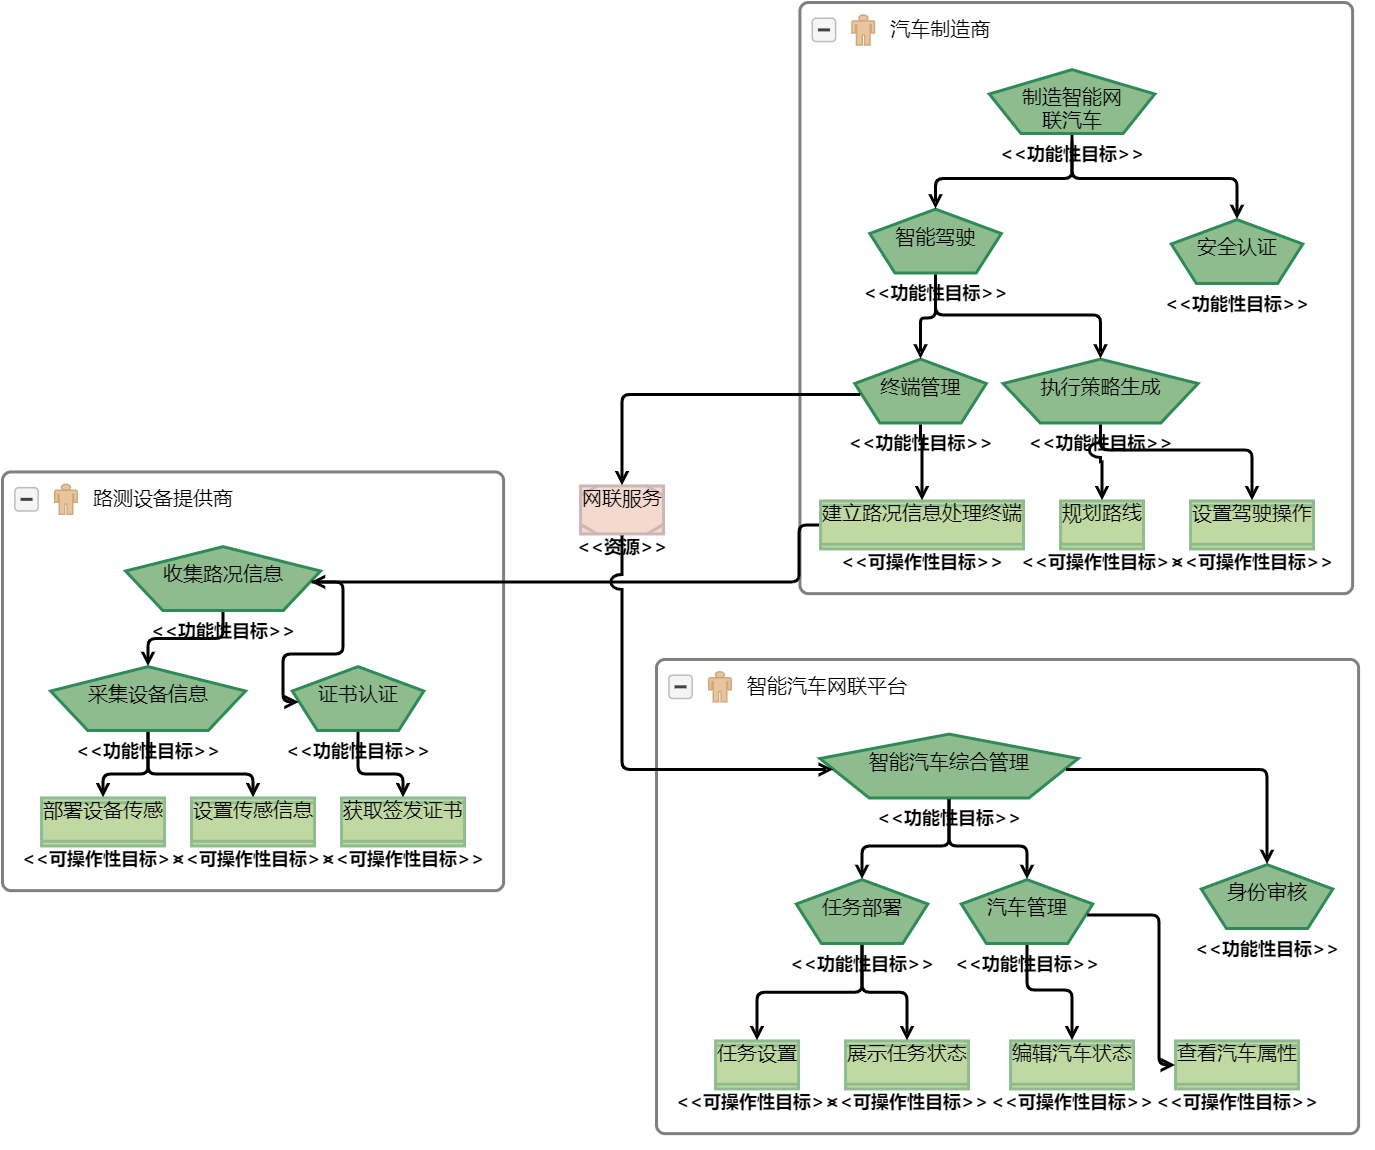 汽车制造商
制造智能网
联汽车
<<功能性目标>>
智能驾驶
<<功能性目标>>
安全认证
<<功能性目标>>
终端管理
<<功能性目标>>
执行策略生成
<<功能性目标>>
建立路况信息处理终端
<<可操作性目标>>
规划路线
<<可操作性目标>>
设置驾驶操作
<<可操作性目标>>
网联服务
<<资源>>
路测设备提供商
收集路况信息
<<功能性目标>>
采集设备信息
<<功能性目标>>
证书认证
<<功能性目标>>
部署设备传感
<<可操作性目标>>
设置传感信息
<<可操作性目标>>
获取签发证书
<<可操作性目标>>
智能汽车网联平台
智能汽车综合管理
<<功能性目标>>
任务部署
<<功能性目标>>
汽车管理
<<功能性目标>>
身份审核
<<功能性目标>>
任务设置
<<可操作性目标>>
展示任务状态
<<可操作性目标>>
编辑汽车状态
<<可操作性目标>>
查看汽车属性
<<可操作性目标>>